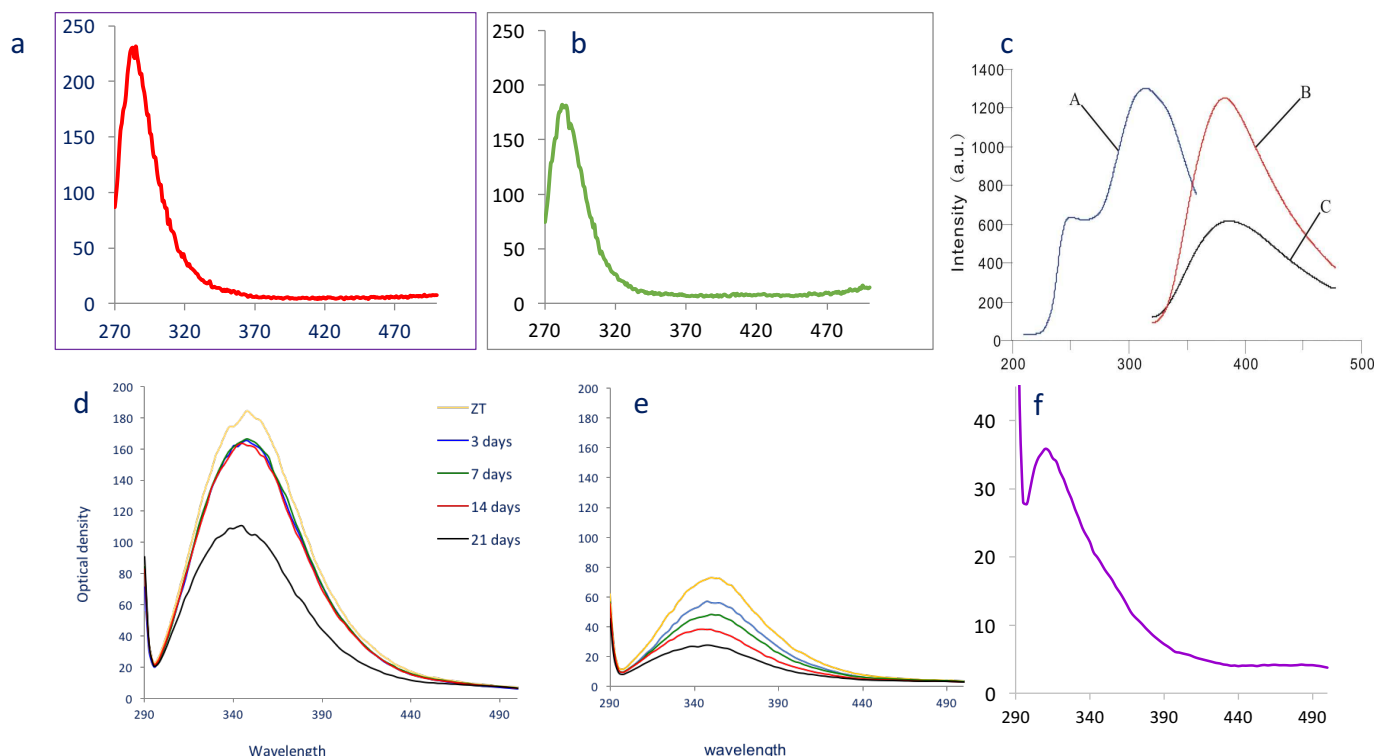 a
250
200
150
100
50
0
270 320 370 420 470
b
250
200
150
100
50
0
270 320 370 420 470
c
1400
1200
1000
800
600
400
200
0
Intensity (a.u.)
A
B
C
200 300 400 500
d
200
180
160
140
120
100
80
60
40
20
0
Optical density
290 340 390 440 490
Wavelength
ZT
3 days
7 days
14 days
21 days
e
200
180
160
140
120
100
80
60
40
20
0
290 340 390 440 490
wavelength
f
40
30
20
10
0
290 340 390 440 490